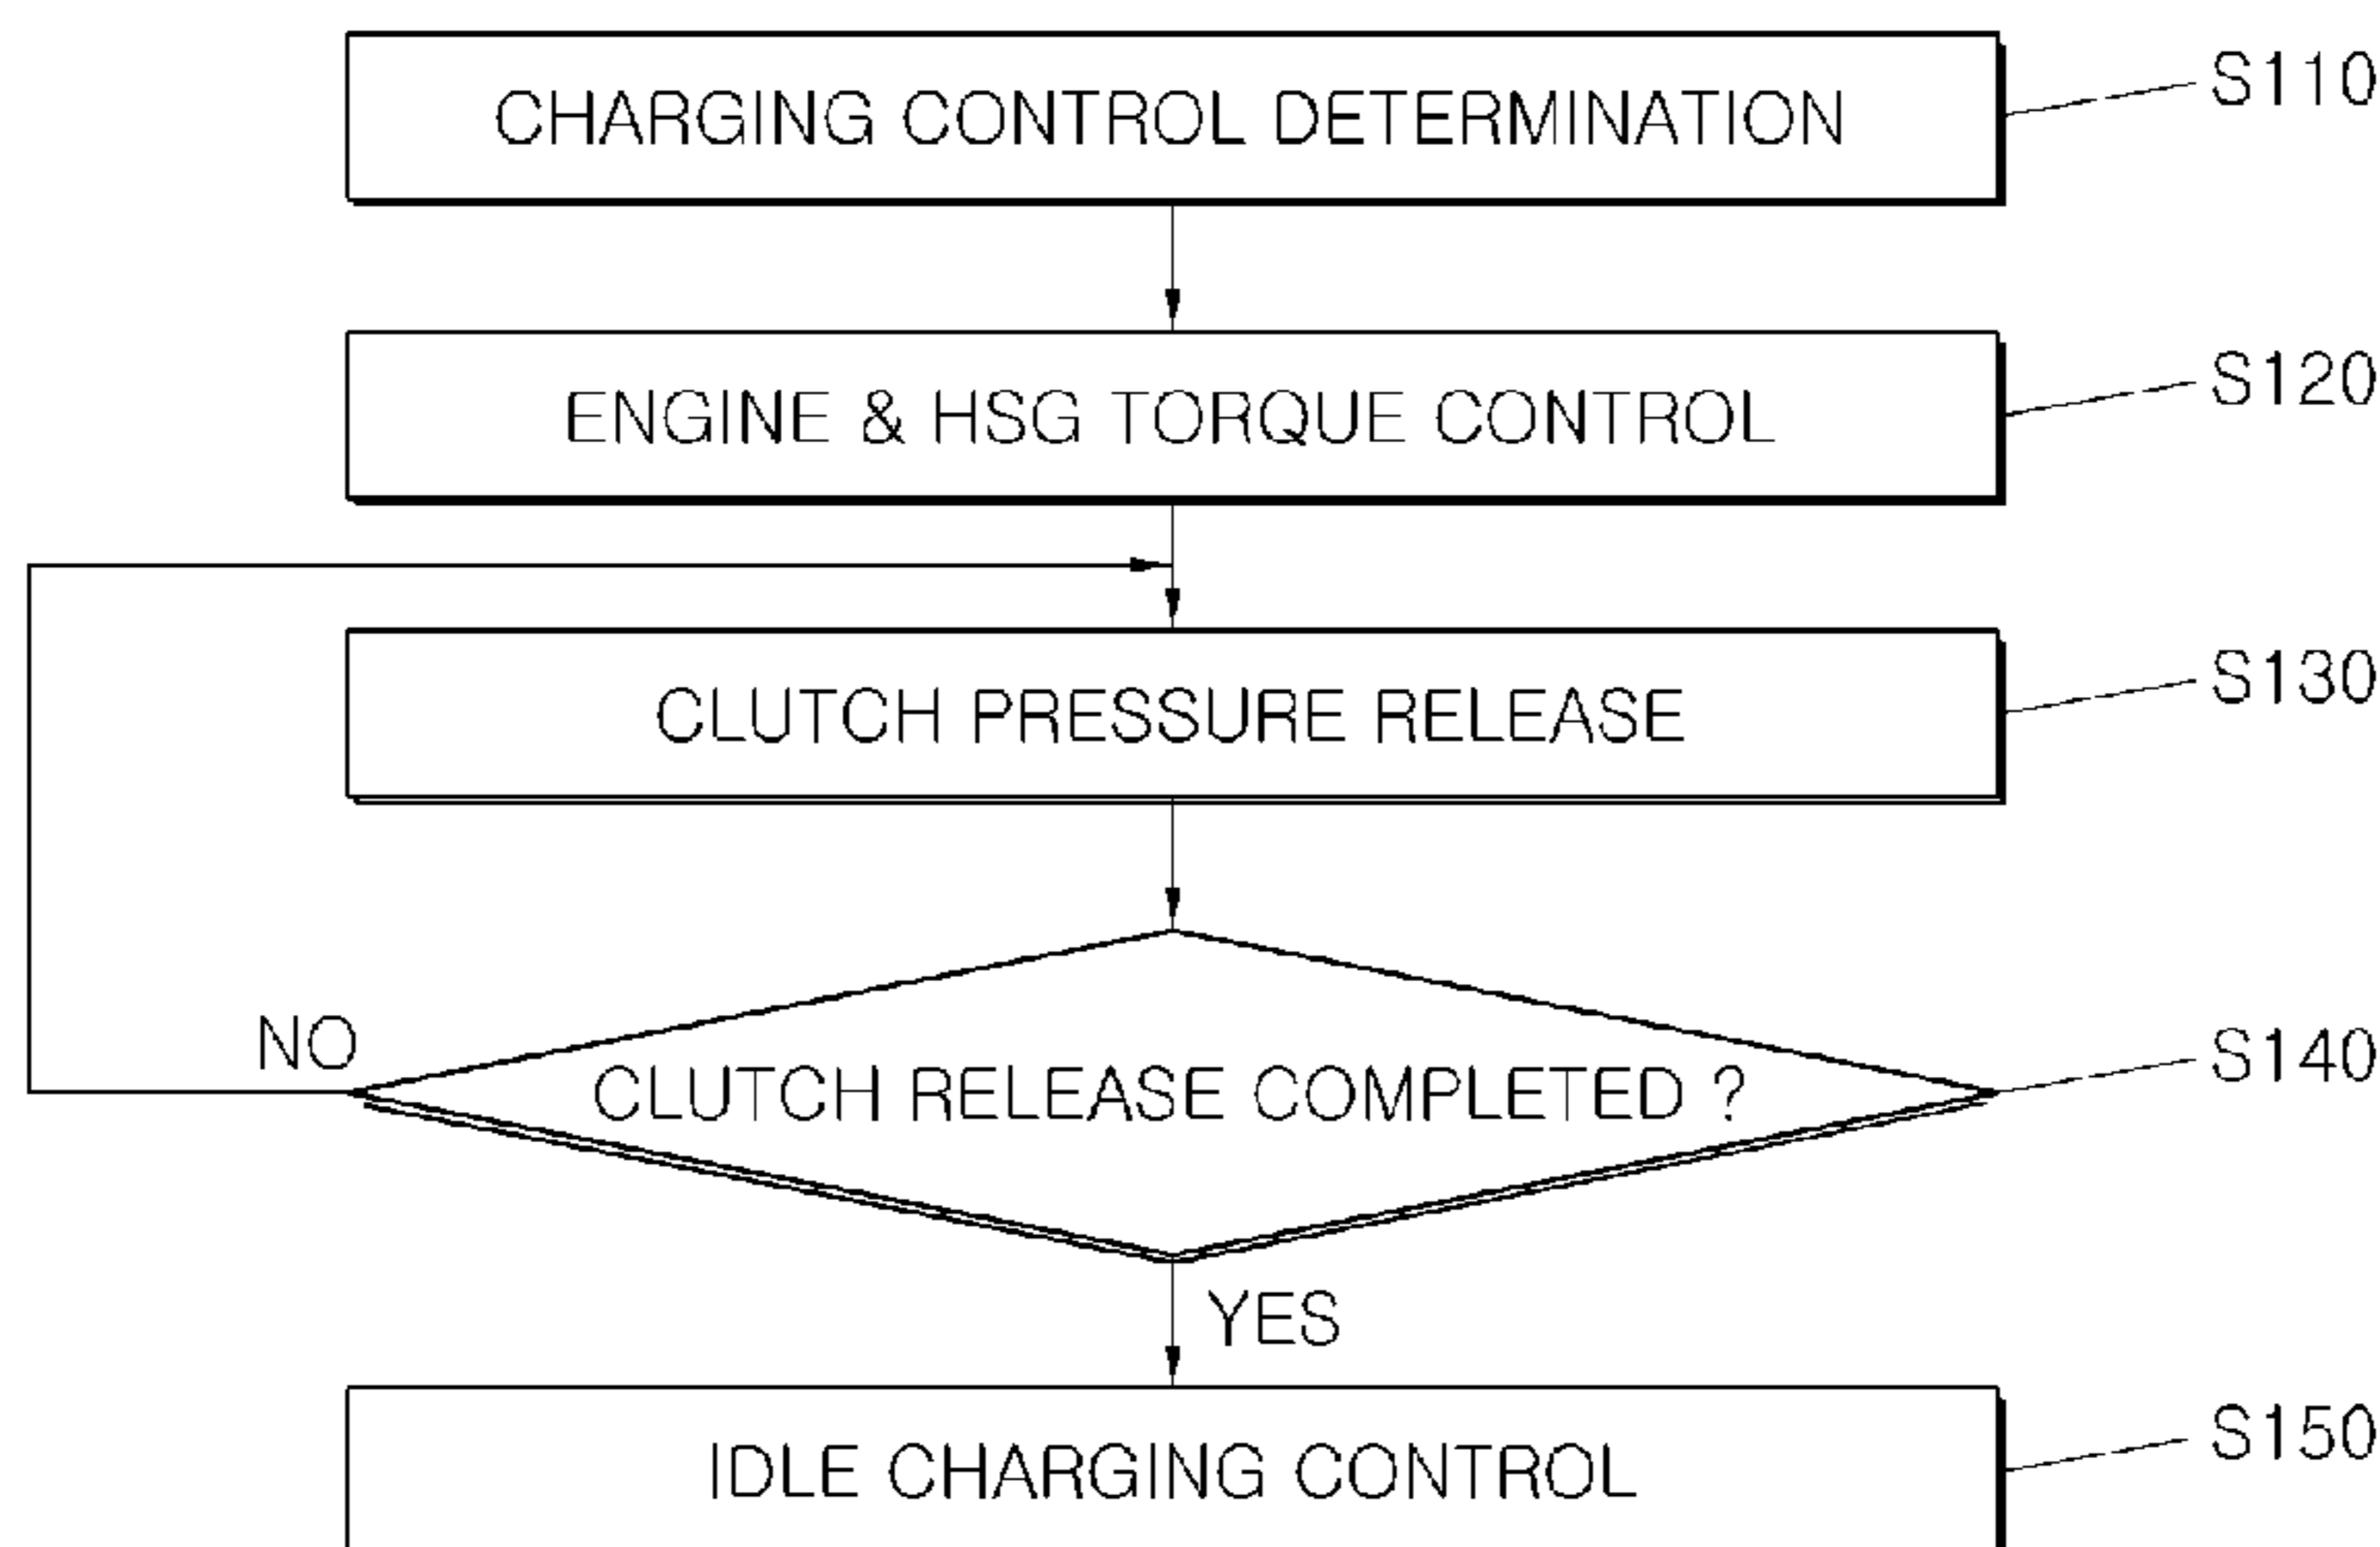 CHARGING CONTROL DETERMINATION
S110
ENGINE & HSG TORQUE CONTROL
S120
CLUTCH PRESSURE RELEASE
S130
NO
CLUTCH RELEASE COMPLETED ?
S140
YES
IDLE CHARGING CONTROL
S150